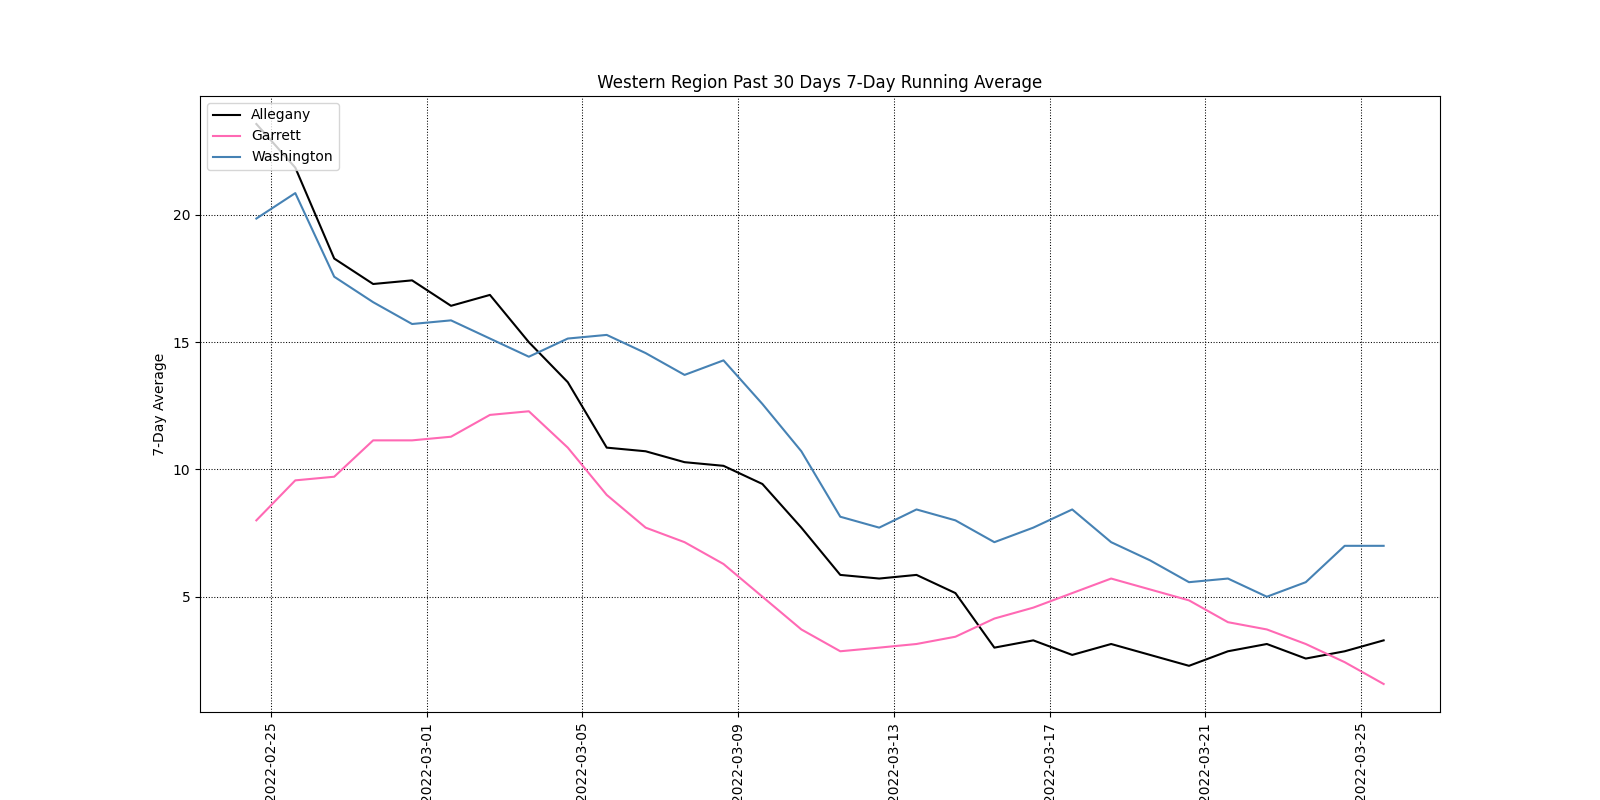 Western Region Past 30 Days 7-Day Running Average
Allegany
Garrett
Washington
7-Day Average
20
15
10
5
2022-02-25
2022-03-01
2022-03-05
2022-03-09
2022-03-13
2022-03-17
2022-03-21
2022-03-25